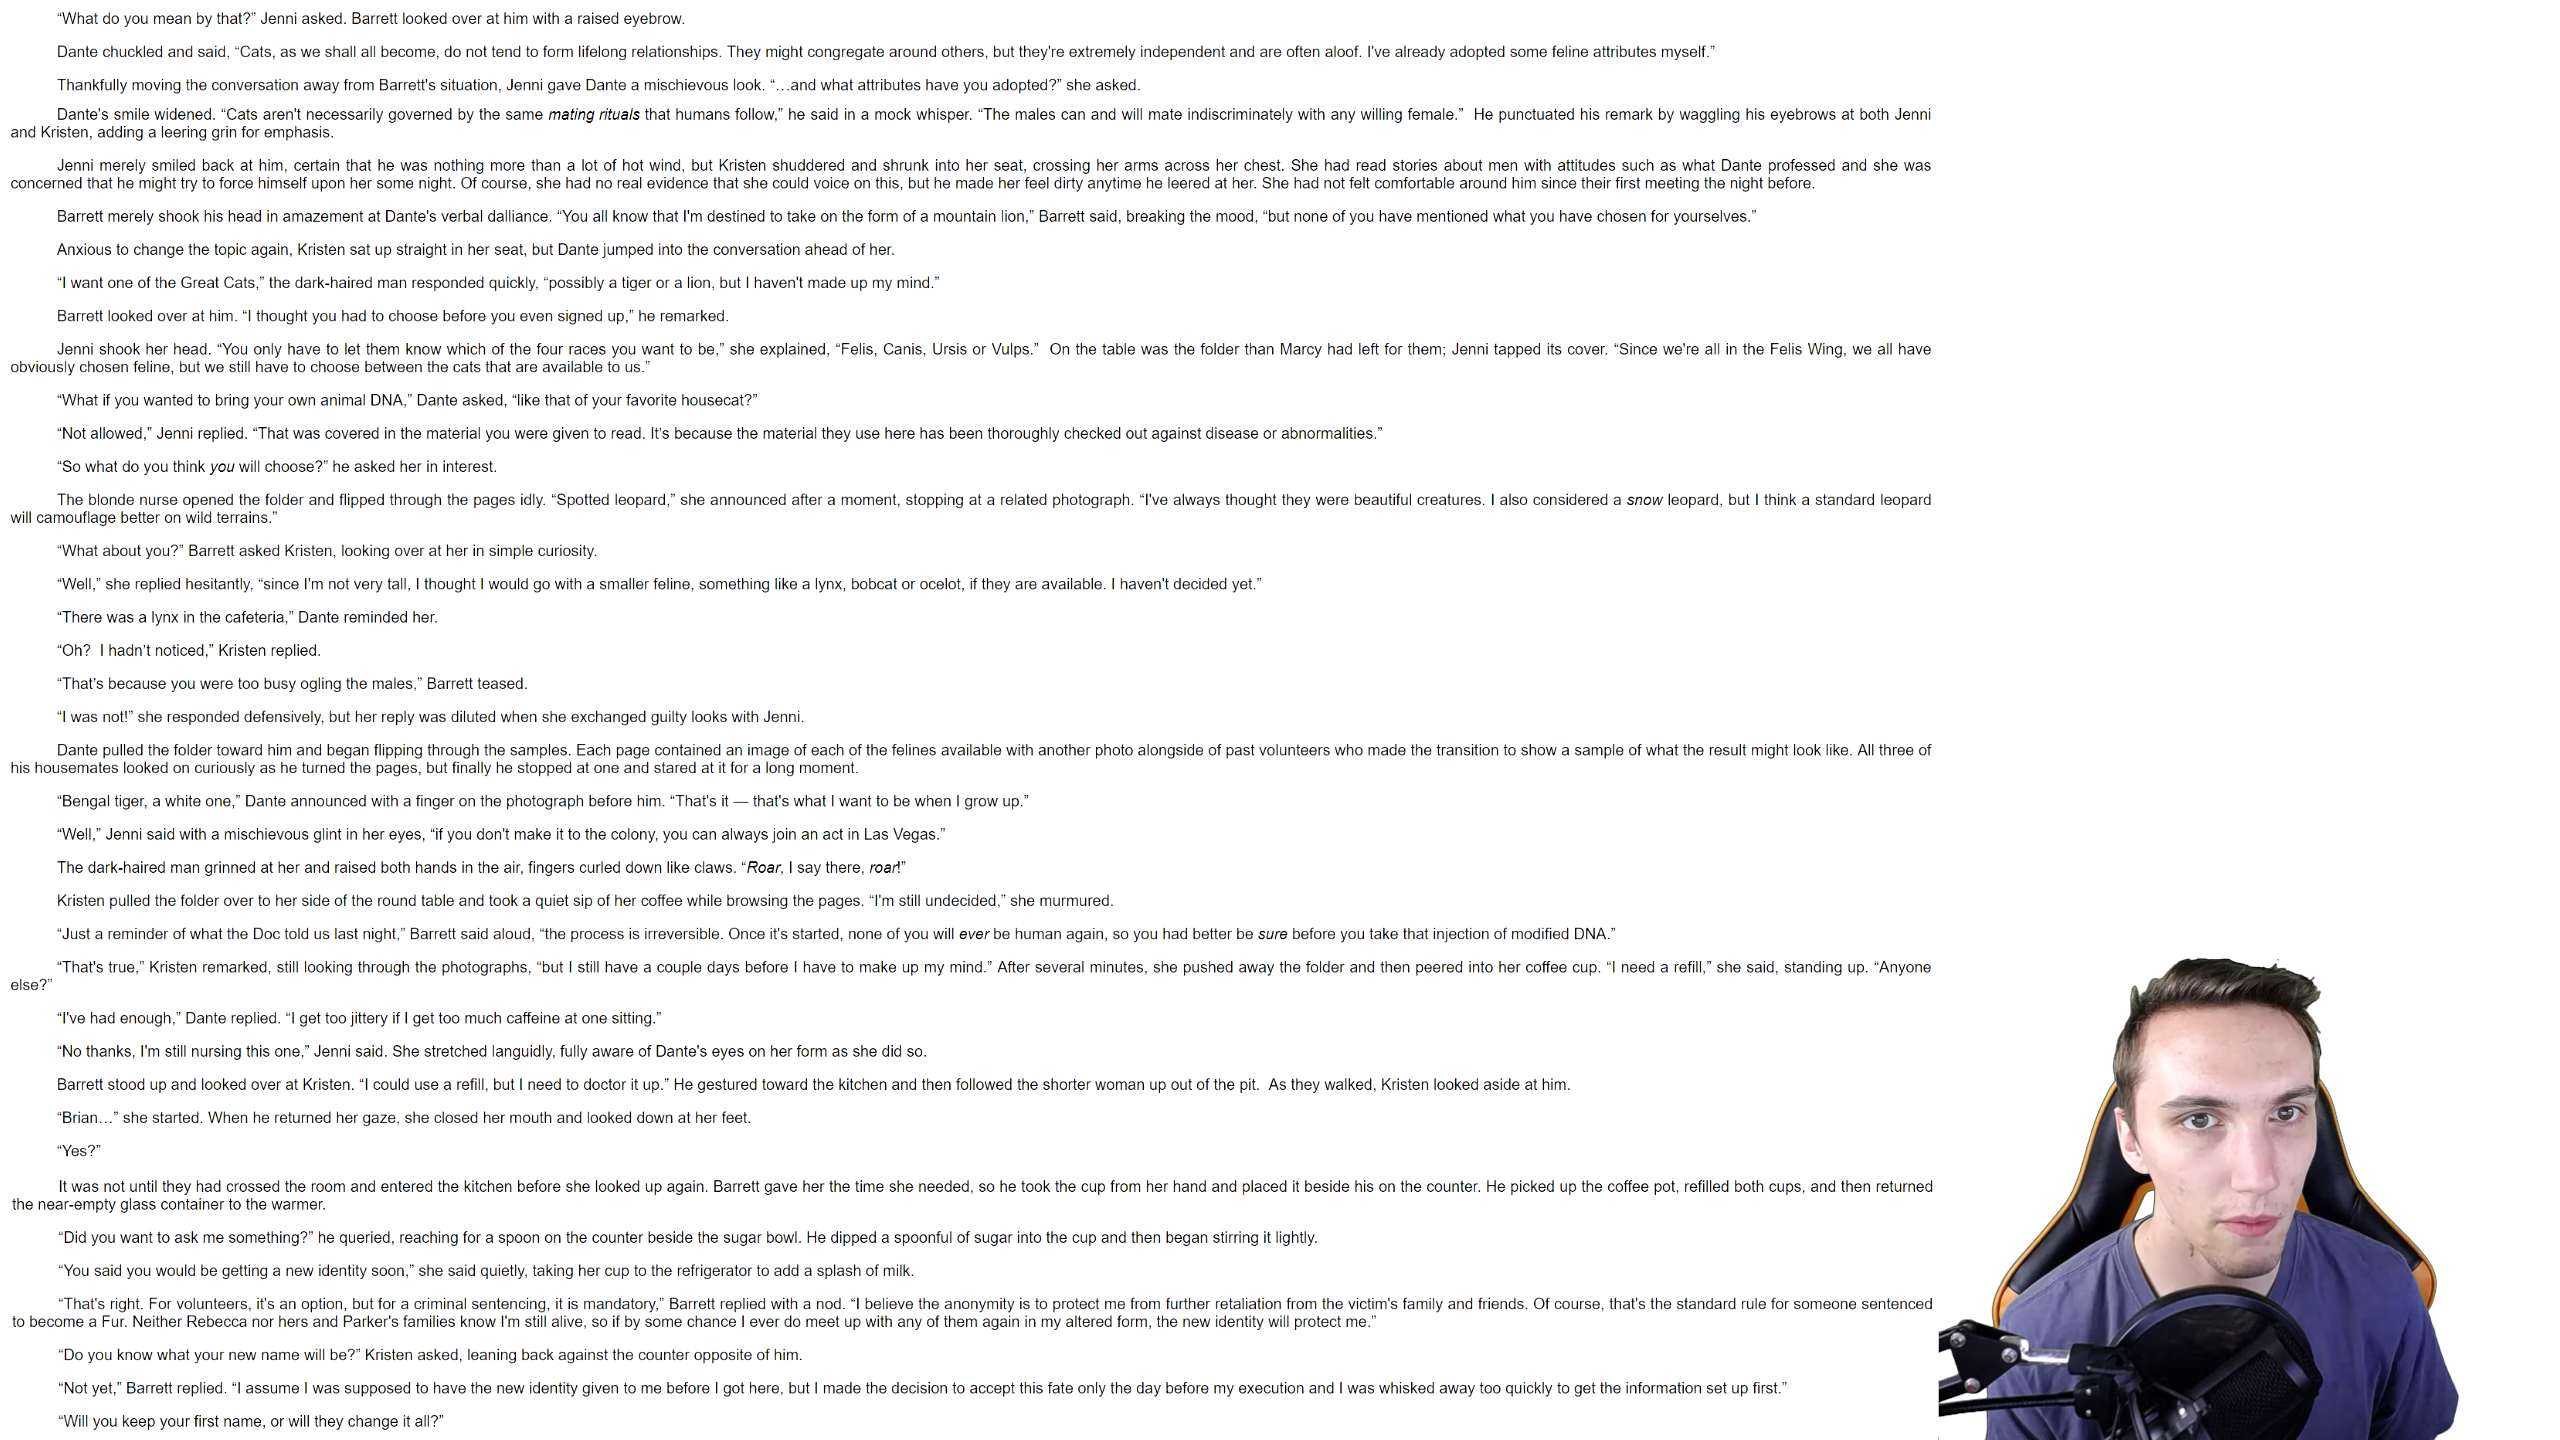 “What do you mean by that?” Jenni asked. Barrett looked over at him with a raised eyebrow.
Dante chuckled and said, “Cats, as we shall all become, do not tend to form lifelong relationships. They might congregate around others, but they're extremely independent and are often aloof. I've already adopted some feline attributes myself.”
Thankfully moving the conversation away from Barrett's situation, Jenni gave Dante a mischievous look. “…and what attributes have you adopted?” she asked.
Dante's smile widened. “Cats aren't necessarily governed by the same mating rituals that humans follow,” he said in a mock whisper. “The males can and will mate indiscriminately with any willing female.”  He punctuated his remark by waggling his eyebrows at both Jenni
and Kristen, adding a leering grin for emphasis.
Jenni merely smiled back at him, certain that he was nothing more than a lot of hot wind, but Kristen shuddered and shrunk into her seat, crossing her arms across her chest. She had read stories about men with attitudes such as what Dante professed and she was
concerned that he might try to force himself upon her some night. Of course, she had no real evidence that she could voice on this, but he made her feel dirty anytime he leered at her. She had not felt comfortable around him since their first meeting the night before.
Barrett merely shook his head in amazement at Dante's verbal dalliance. “You all know that I'm destined to take on the form of a mountain lion,” Barrett said, breaking the mood, “but none of you have mentioned what you have chosen for yourselves.”
Anxious to change the topic again, Kristen sat up straight in her seat, but Dante jumped into the conversation ahead of her.
“I want one of the Great Cats,” the dark-haired man responded quickly, “possibly a tiger or a lion, but I haven't made up my mind.”
Barrett looked over at him. “I thought you had to choose before you even signed up,” he remarked.
Jenni shook her head. “You only have to let them know which of the four races you want to be,” she explained, “Felis, Canis, Ursis or Vulps.”  On the table was the folder than Marcy had left for them; Jenni tapped its cover. “Since we're all in the Felis Wing, we all have
obviously chosen feline, but we still have to choose between the cats that are available to us.”
“What if you wanted to bring your own animal DNA,” Dante asked, “like that of your favorite housecat?”
“Not allowed,” Jenni replied. “That was covered in the material you were given to read. It's because the material they use here has been thoroughly checked out against disease or abnormalities.”
“So what do you think you will choose?” he asked her in interest.
The blonde nurse opened the folder and flipped through the pages idly. “Spotted leopard,” she announced after a moment, stopping at a related photograph. “I've always thought they were beautiful creatures. I also considered a snow leopard, but I think a standard leopard
will camouflage better on wild terrains.”
“What about you?” Barrett asked Kristen, looking over at her in simple curiosity.
“Well,” she replied hesitantly, “since I'm not very tall, I thought I would go with a smaller feline, something like a lynx, bobcat or ocelot, if they are available. I haven't decided yet.”
“There was a lynx in the cafeteria,” Dante reminded her.
“Oh?  I hadn't noticed,” Kristen replied.
“That's because you were too busy ogling the males,” Barrett teased.
“I was not!” she responded defensively, but her reply was diluted when she exchanged guilty looks with Jenni.
Dante pulled the folder toward him and began flipping through the samples. Each page contained an image of each of the felines available with another photo alongside of past volunteers who made the transition to show a sample of what the result might look like. All three of
his housemates looked on curiously as he turned the pages, but finally he stopped at one and stared at it for a long moment.
“Bengal tiger, a white one,” Dante announced with a finger on the photograph before him. “That's it — that's what I want to be when I grow up.”
“Well,” Jenni said with a mischievous glint in her eyes, “if you don't make it to the colony, you can always join an act in Las Vegas.”
The dark-haired man grinned at her and raised both hands in the air, fingers curled down like claws. “Roar, I say there, roar!”
Kristen pulled the folder over to her side of the round table and took a quiet sip of her coffee while browsing the pages. “I'm still undecided,” she murmured.
“Just a reminder of what the Doc told us last night,” Barrett said aloud, “the process is irreversible. Once it's started, none of you will ever be human again, so you had better be sure before you take that injection of modified DNA.”
“That's true,” Kristen remarked, still looking through the photographs, “but I still have a couple days before I have to make up my mind.” After several minutes, she pushed away the folder and then peered into her coffee cup. “I need a refill,” she said, standing up. “Anyone
else?”
“I've had enough,” Dante replied. “I get too jittery if I get too much caffeine at one sitting.”
“No thanks, I'm still nursing this one,” Jenni said. She stretched languidly, fully aware of Dante's eyes on her form as she did so.
Barrett stood up and looked over at Kristen. “I could use a refill, but I need to doctor it up.” He gestured toward the kitchen and then followed the shorter woman up out of the pit.  As they walked, Kristen looked aside at him.
“Brian…” she started. When he returned her gaze, she closed her mouth and looked down at her feet.
“Yes?”
It was not until they had crossed the room and entered the kitchen before she looked up again. Barrett gave her the time she needed, so he took the cup from her hand and placed it beside his on the counter. He picked up the coffee pot, refilled both cups, and then returned
the near-empty glass container to the warmer.
“Did you want to ask me something?” he queried, reaching for a spoon on the counter beside the sugar bowl. He dipped a spoonful of sugar into the cup and then began stirring it lightly.
“You said you would be getting a new identity soon,” she said quietly, taking her cup to the refrigerator to add a splash of milk.
“That's right. For volunteers, it's an option, but for a criminal sentencing, it is mandatory,” Barrett replied with a nod. “I believe the anonymity is to protect me from further retaliation from the victim's family and friends. Of course, that's the standard rule for someone sentenced
to become a Fur. Neither Rebecca nor hers and Parker's families know I'm still alive, so if by some chance I ever do meet up with any of them again in my altered form, the new identity will protect me.”
“Do you know what your new name will be?” Kristen asked, leaning back against the counter opposite of him.
“Not yet,” Barrett replied. “I assume I was supposed to have the new identity given to me before I got here, but I made the decision to accept this fate only the day before my execution and I was whisked away too quickly to get the information set up first.”
“Will you keep your first name, or will they change it all?”